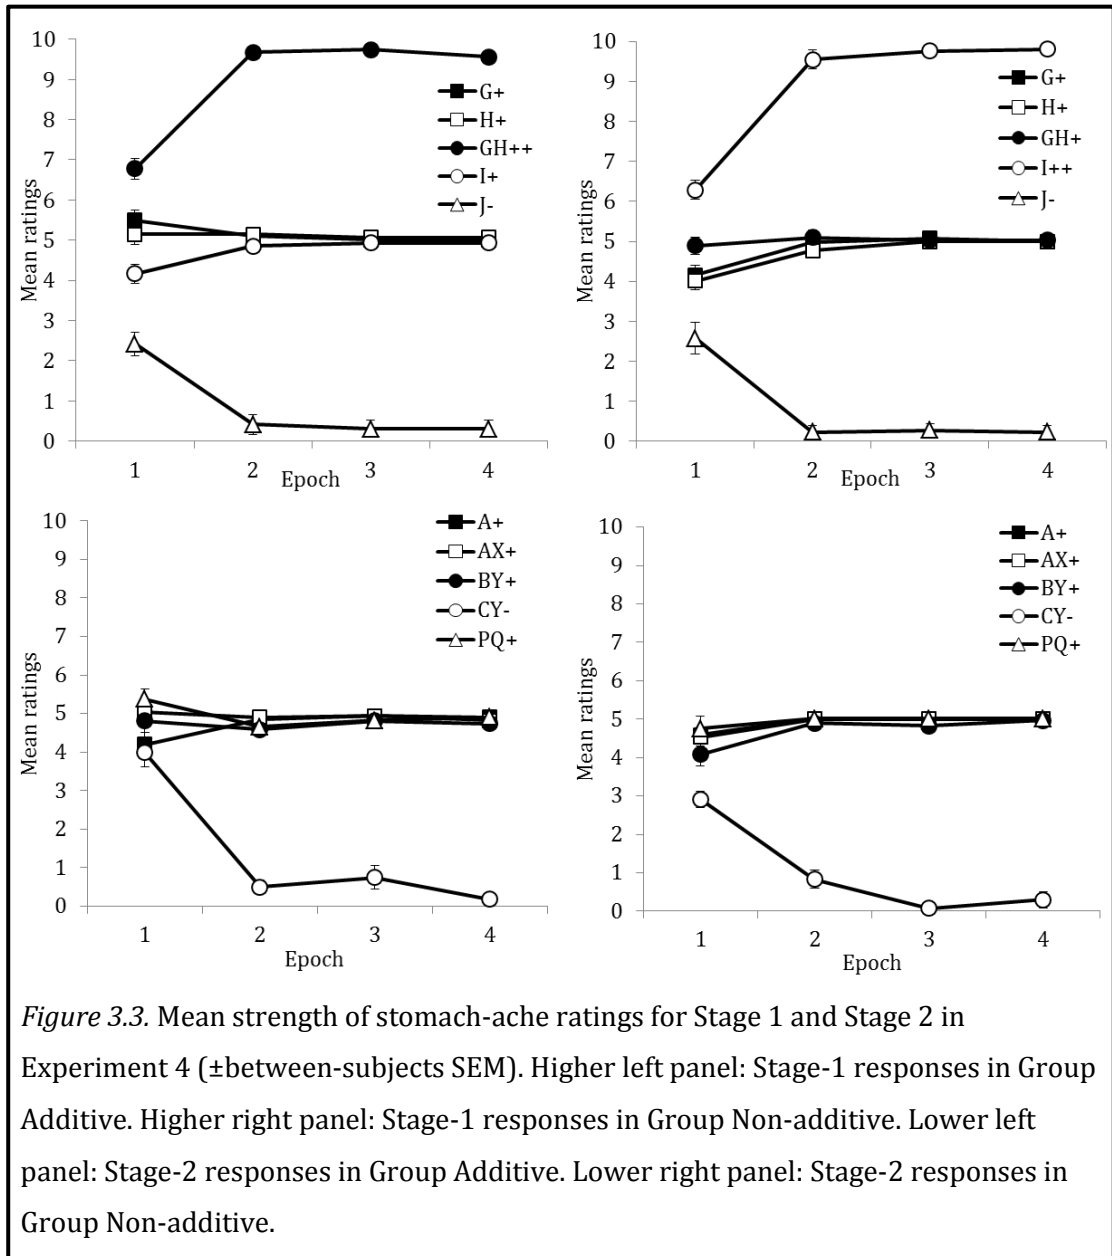 10
9
8
7
6
5
4
3
2
1
0
Mean ratings
G+
H+
GH++
I+
J-
1
2
3
4
Epoch
10
9
8
7
6
5
4
3
2
1
0
Mean ratings
G+
H+
GH+
I++
J-
1
2
3
4
Epoch
10
9
8
7
6
5
4
3
2
1
0
Mean ratings
A+
AX+
BY+
CY-
PQ+
1
2
3
4
Epoch
10
9
8
7
6
5
4
3
2
1
0
Mean ratings
A+
AX+
BY+
CY-
PQ+
1
2
3
4
Epoch
Figure 3.3. Mean strength of stomach-ache ratings for Stage 1 and Stage 2 in
Experiment 4 (±between-subjects SEM). Higher left panel: Stage-1 responses in Group
Additive. Higher right panel: Stage-1 responses in Group Non-additive. Lower left
panel: Stage-2 responses in Group Additive. Lower right panel: Stage-2 responses in
Group Non-additive.